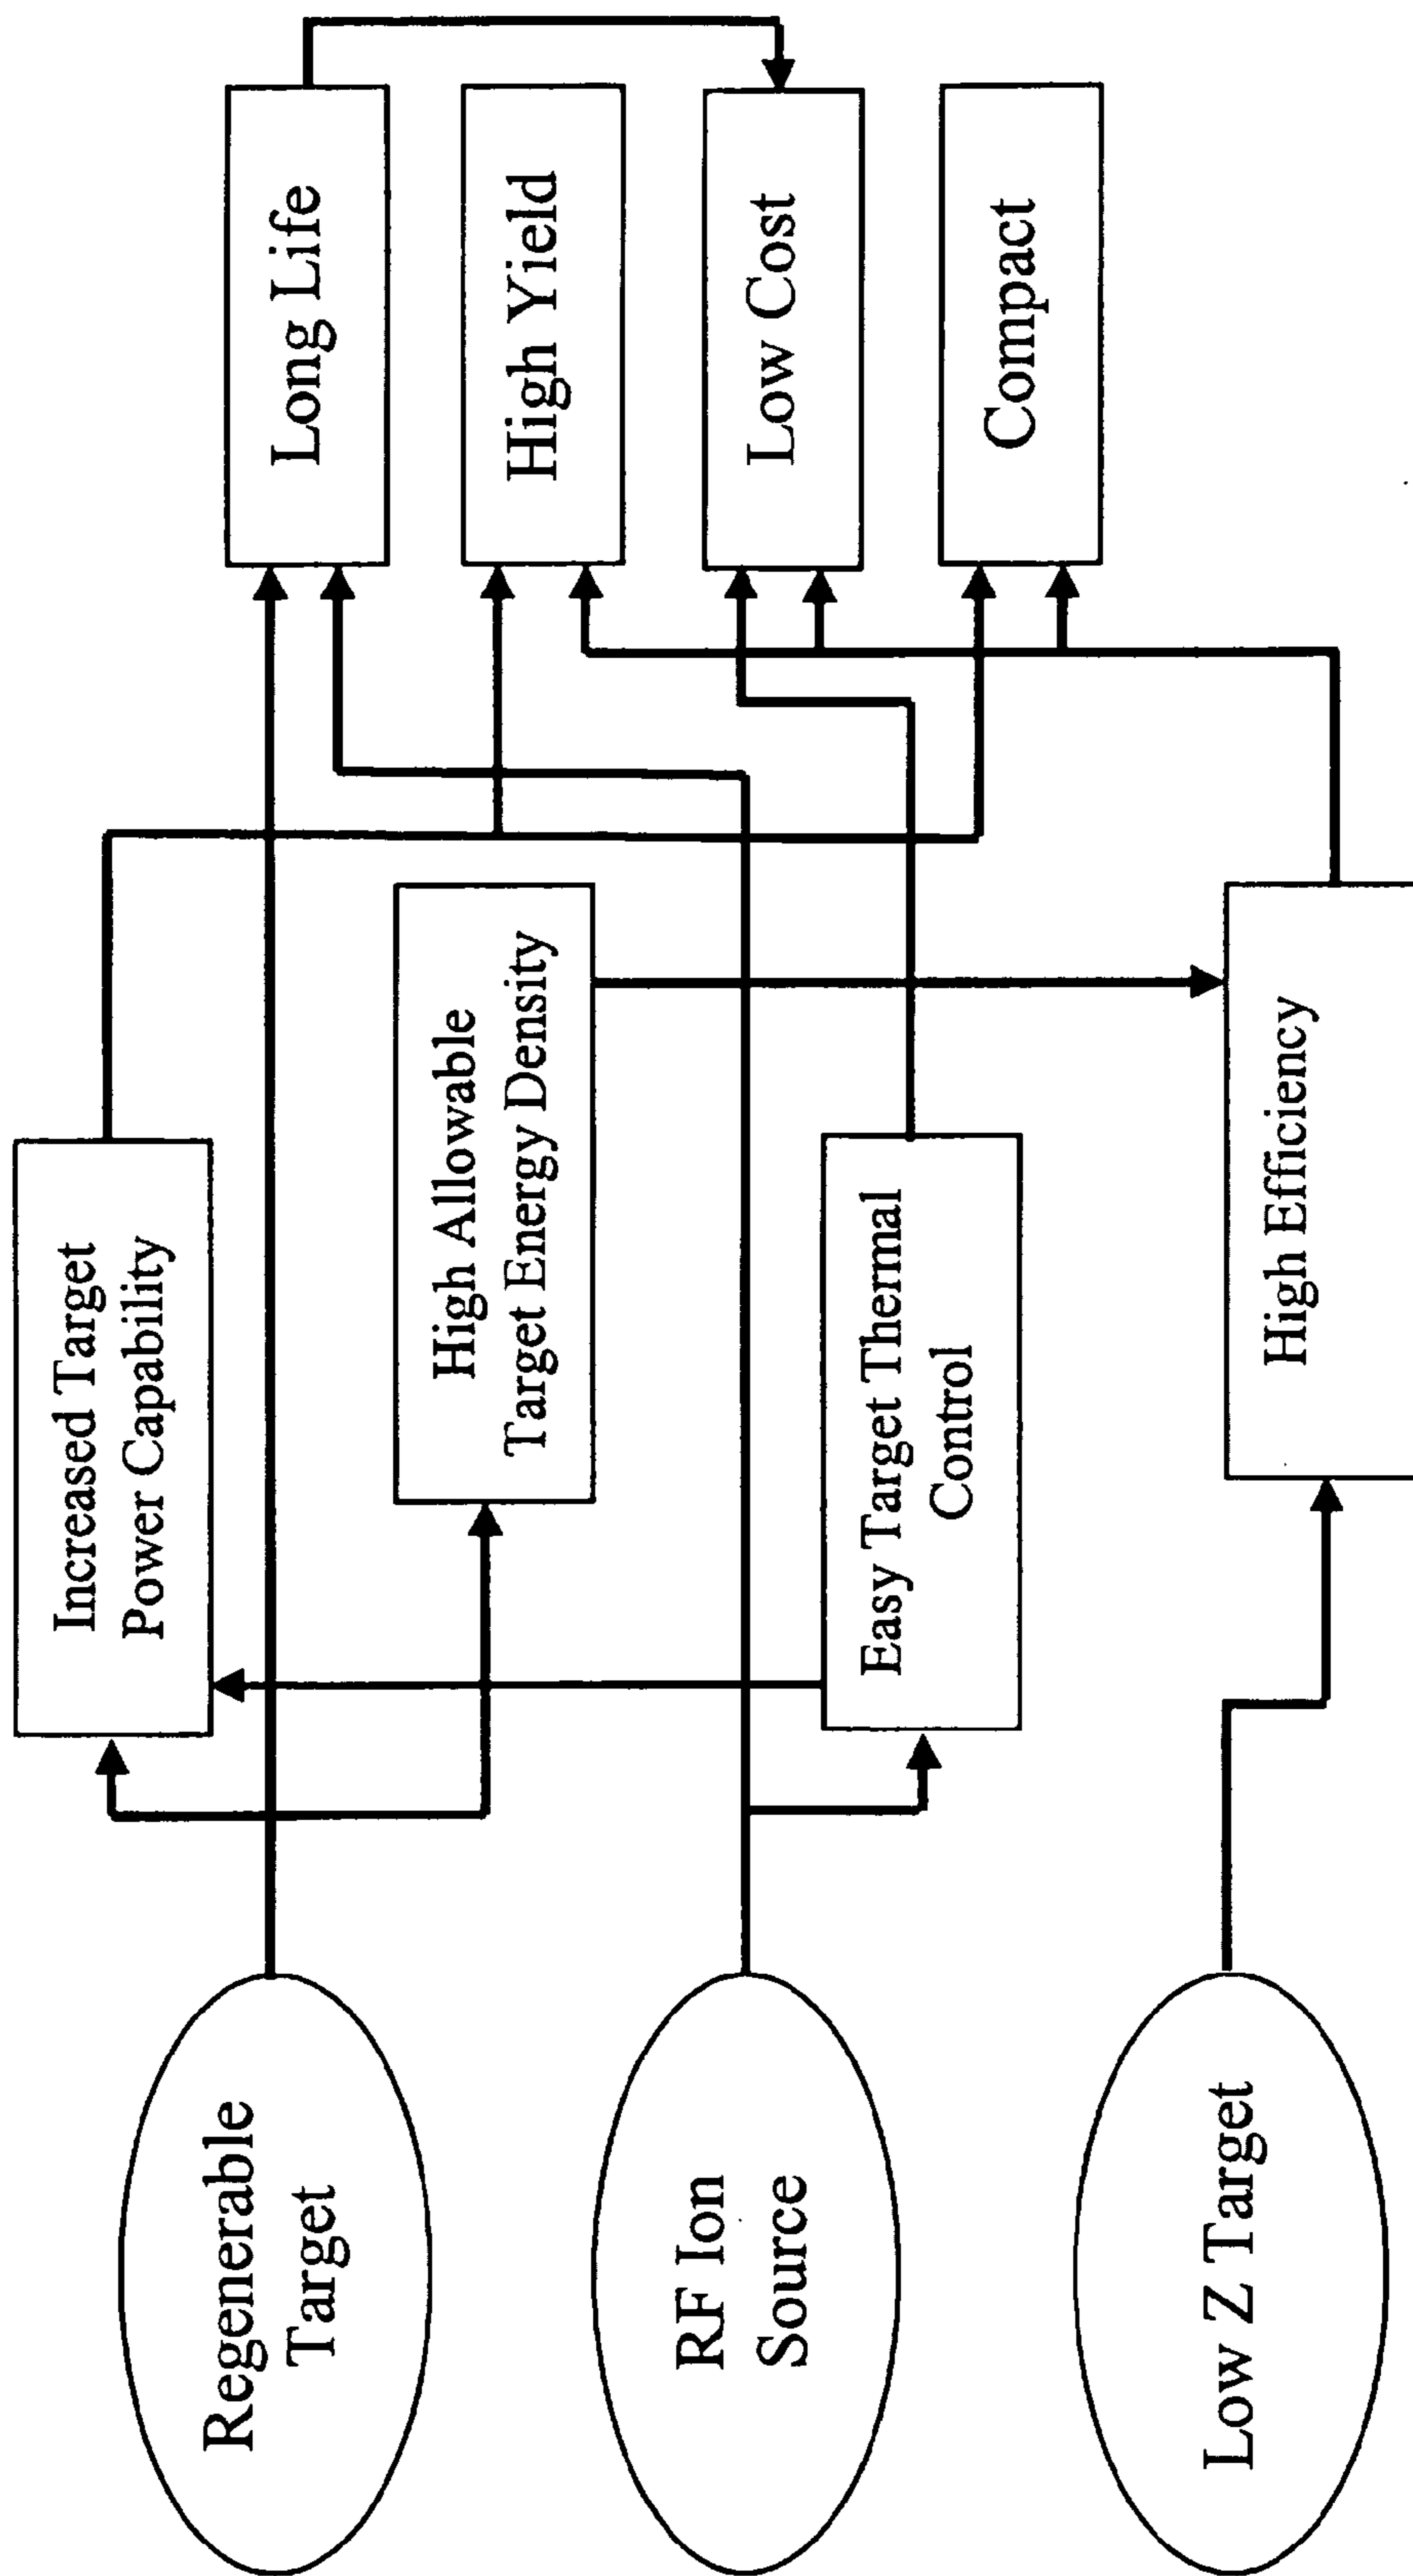 Regenerable
Target
RF Ion
Source
Low Z Target
Increased Target
Power Capability
High Allowable
Target Energy Density
Easy Target Thermal
Control
High Efficiency
Long Life
High Yield
Low Cost
Compact